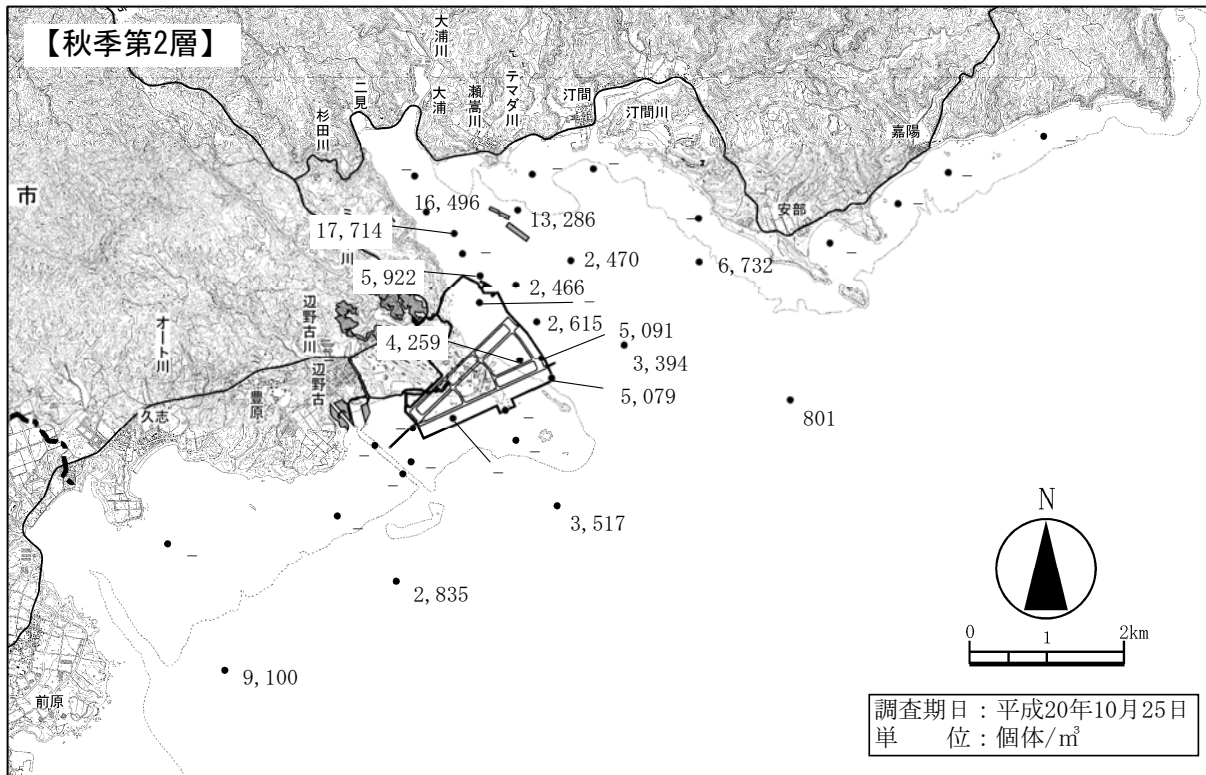 【秋季第2層】
大浦川
大浦
瀬嵩川
テマダ川
汀間
汀間川
二見
杉田川
嘉陽
安部
市
16,496
13,286
17,714
川
2,470
6,732
5,922
2,466
2,615
5,091
4,259
3,394
5,079
801
辺野古川
辺野古
オート川
豊原
久志
3,517
2,835
9,100
前原
N
0 1 2km
調査期日：平成20年10月25日
単　　位：個体/㎥